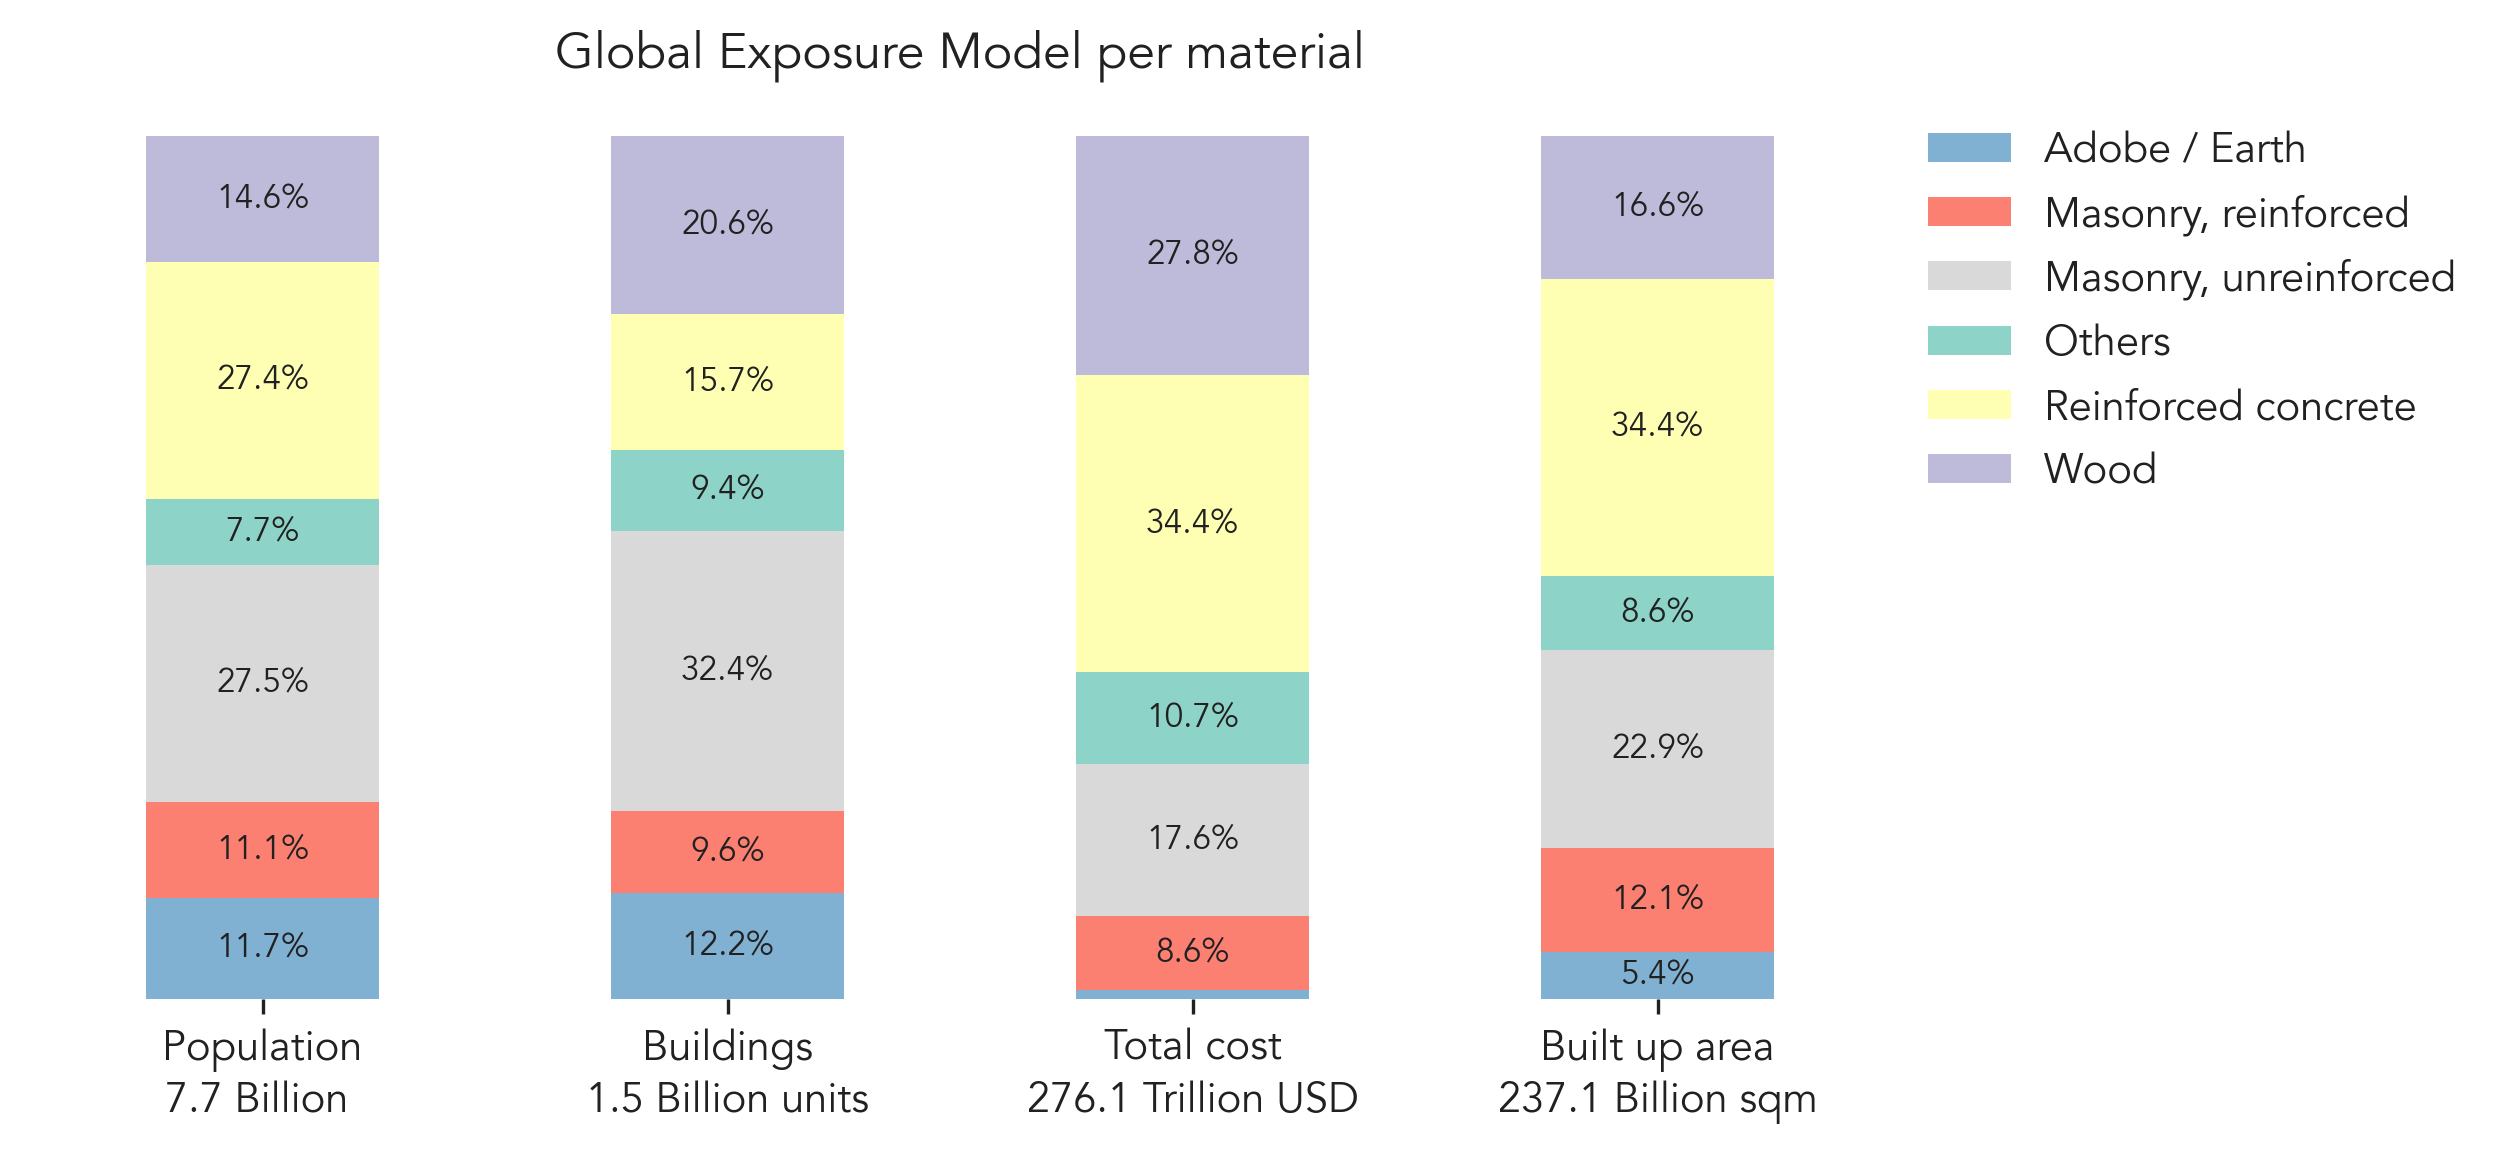 Global Exposure Model per material
14.6%
27.4%
7.7%
27.5%
11.1%
11.7%
Population
7.7 Billion
20.6%
15.7%
9.4%
32.4%
9.6%
12.2%
Buildings
1.5 Billion units
27.8%
34.4%
10.7%
17.6%
8.6%
Total cost
276.1 Trillion USD
16.6%
34.4%
8.6%
22.9%
12.1%
5.4%
Built up area
237.1 Billion sqm
Adobe / Earth
Masonry, reinforced
Masonry, unreinforced
Others
Reinforced concrete
Wood